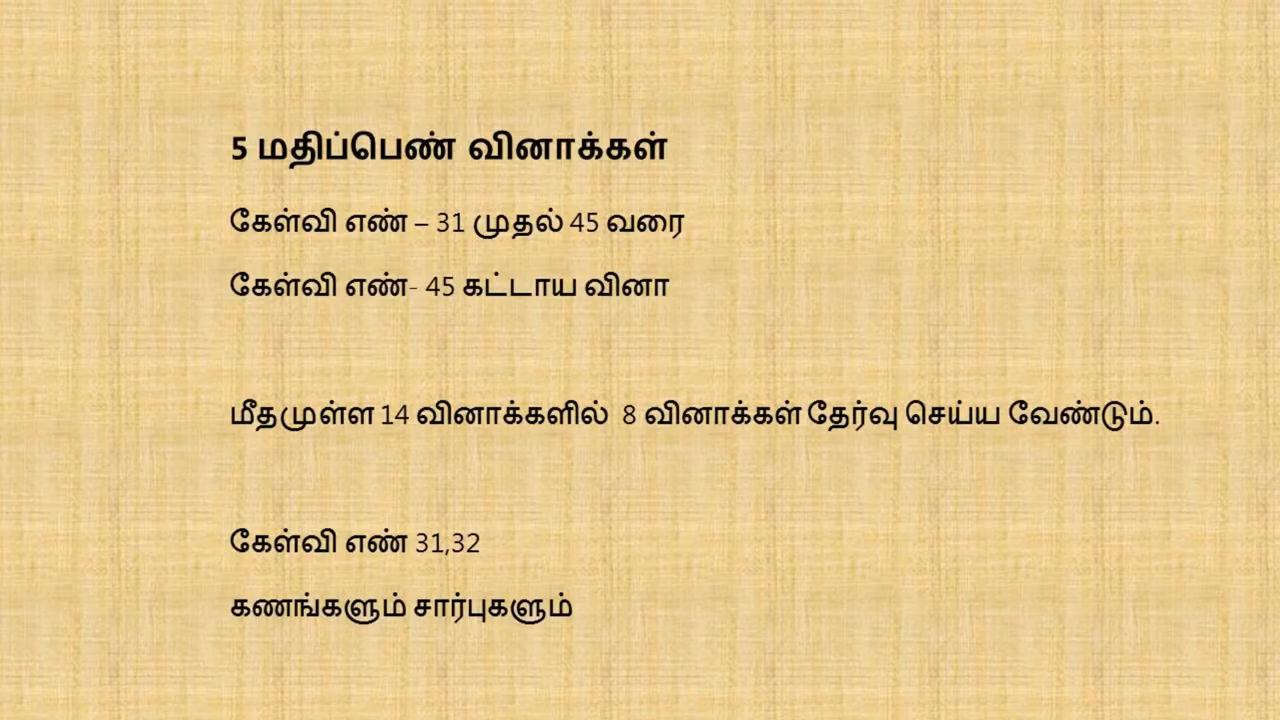 5 மதிப்பெண் வினாக்கள்
கேள்வி எண் – 31 முதல் 45 வரை
கேள்வி எண்- 45 கட்டாய வினா
மீதமுள்ள 14 வினாக்களில் 8 வினாக்கள் தேர்வு செய்ய வேண்டும்.
கேள்வி எண் 31,32
கணங்களும் சார்புகளும்